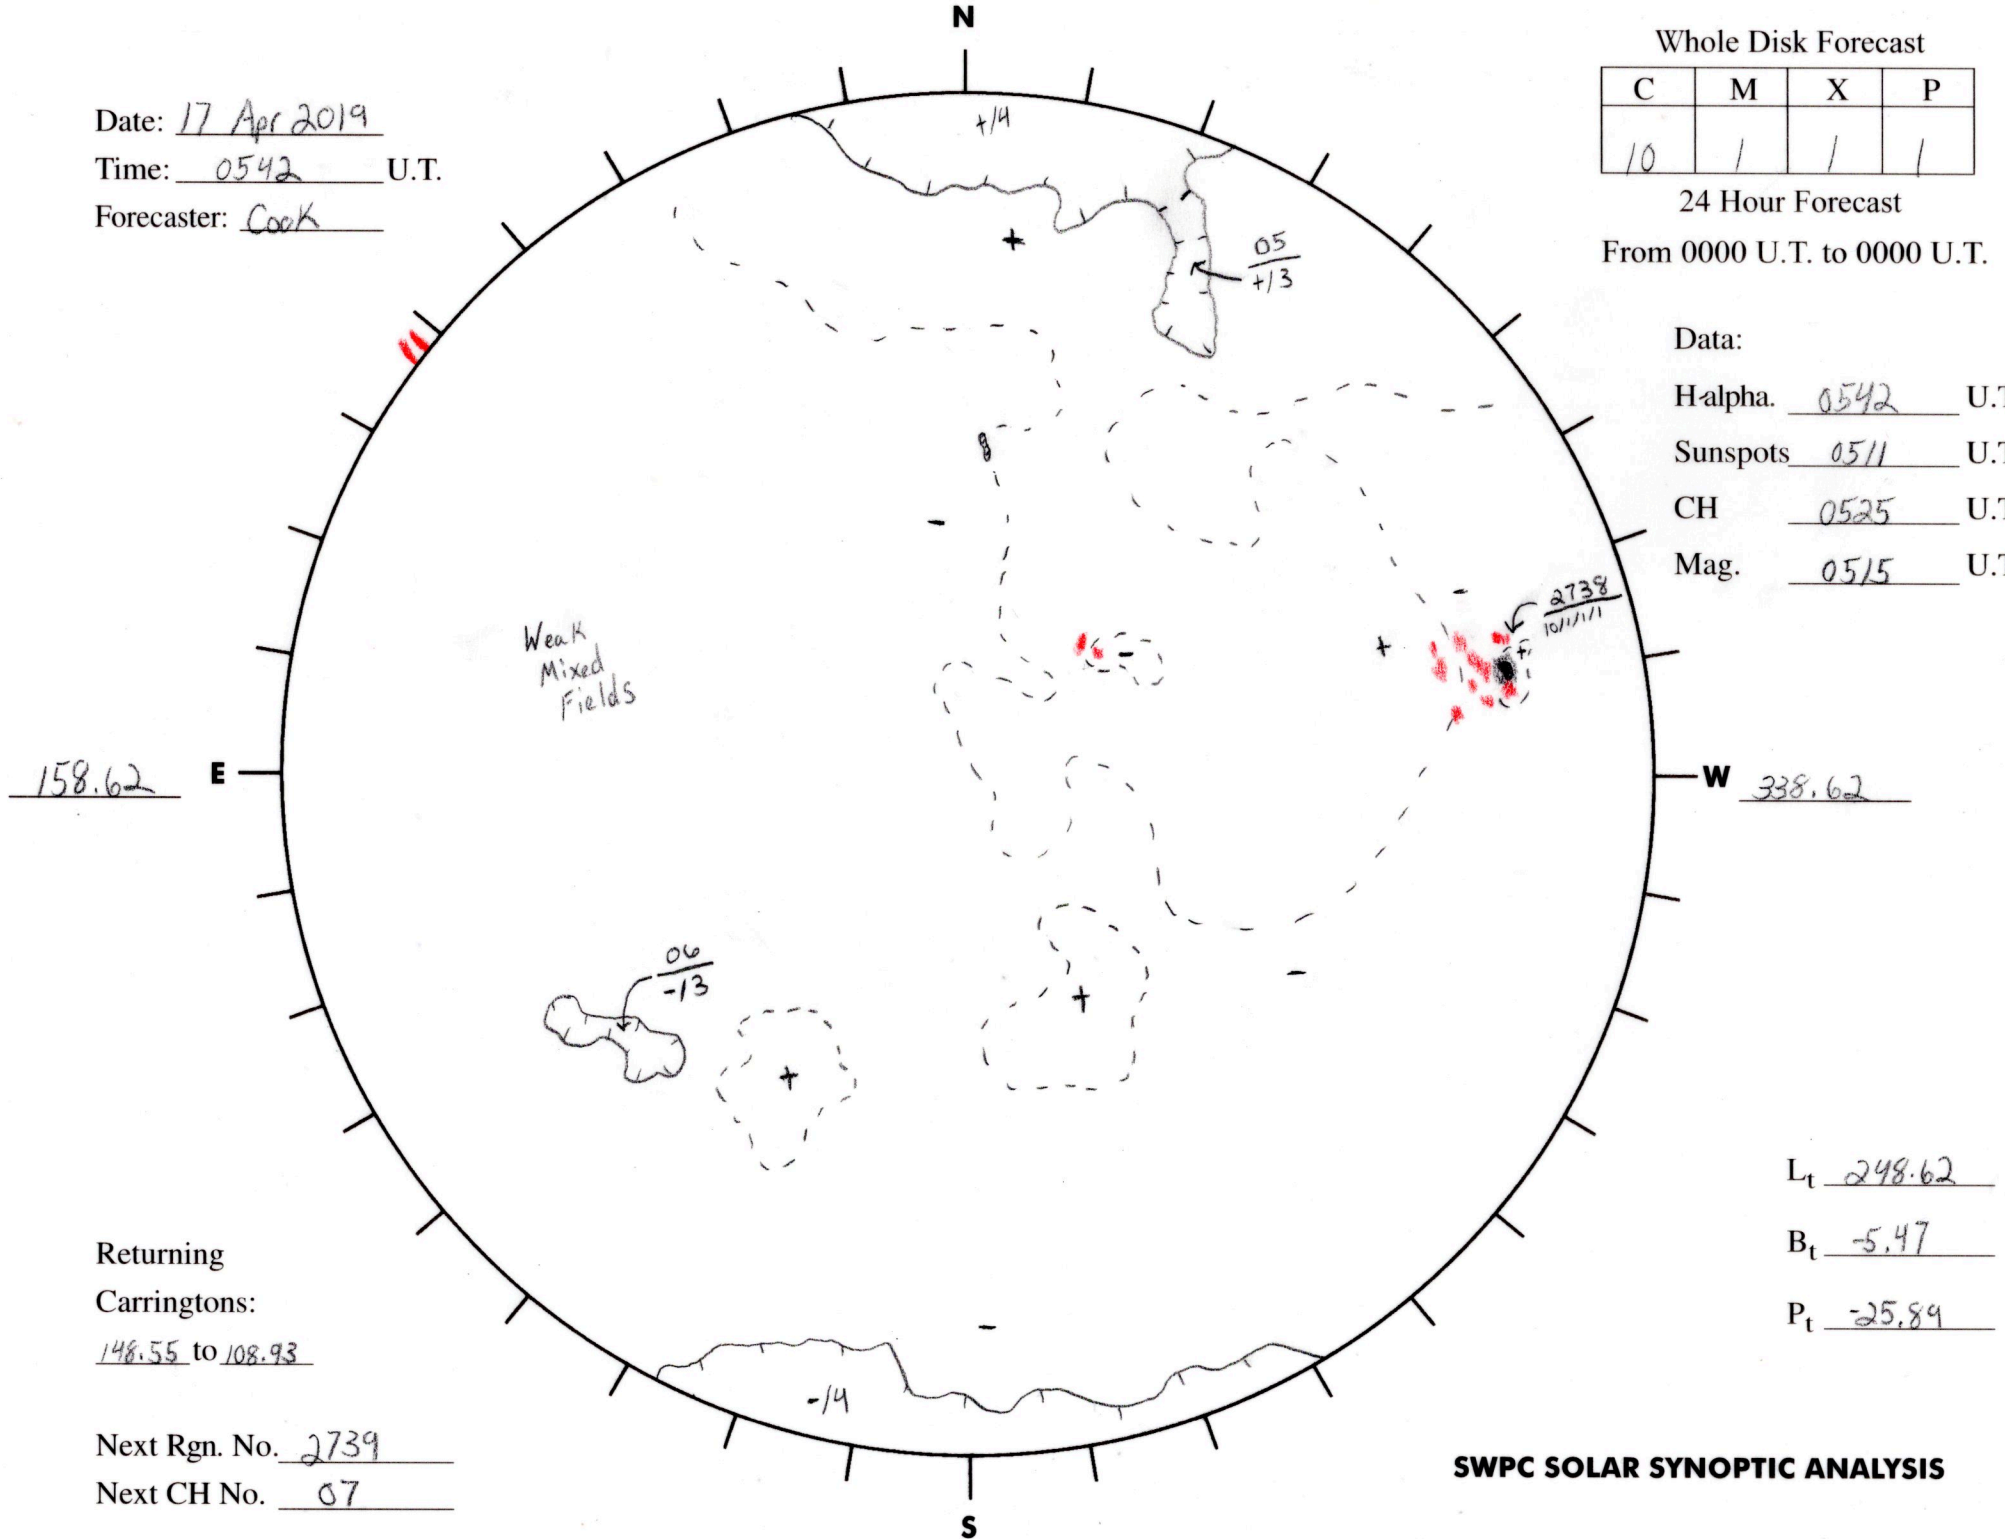 N
Whole Disk Forecast
C M X P
10 1 1 1
24 Hour Forecast
From 0000 U.T. to 0000 U.T.
Date: 17 Apr 2019
Time: 0542 U.T.
Forecaster: Cook
+14
+
05
+13
Data:
H-alpha. 0542 U.T
Sunspots 0511 U.T
CH 0525 U.T
Mag. 0515 U.T
-
-
2738
10/1/1/1
+
+
-
Weak
Mixed
Fields
158.62 E
W 338.62
06
-13
-
+
+
Lt 248.62
Bt -5.47
Pt -25.89
Returning
Carringtons:
148.55 to 108.93
-
-14
Next Rgn. No. 2739
Next CH No. 07
SWPC SOLAR SYNOPTIC ANALYSIS
S